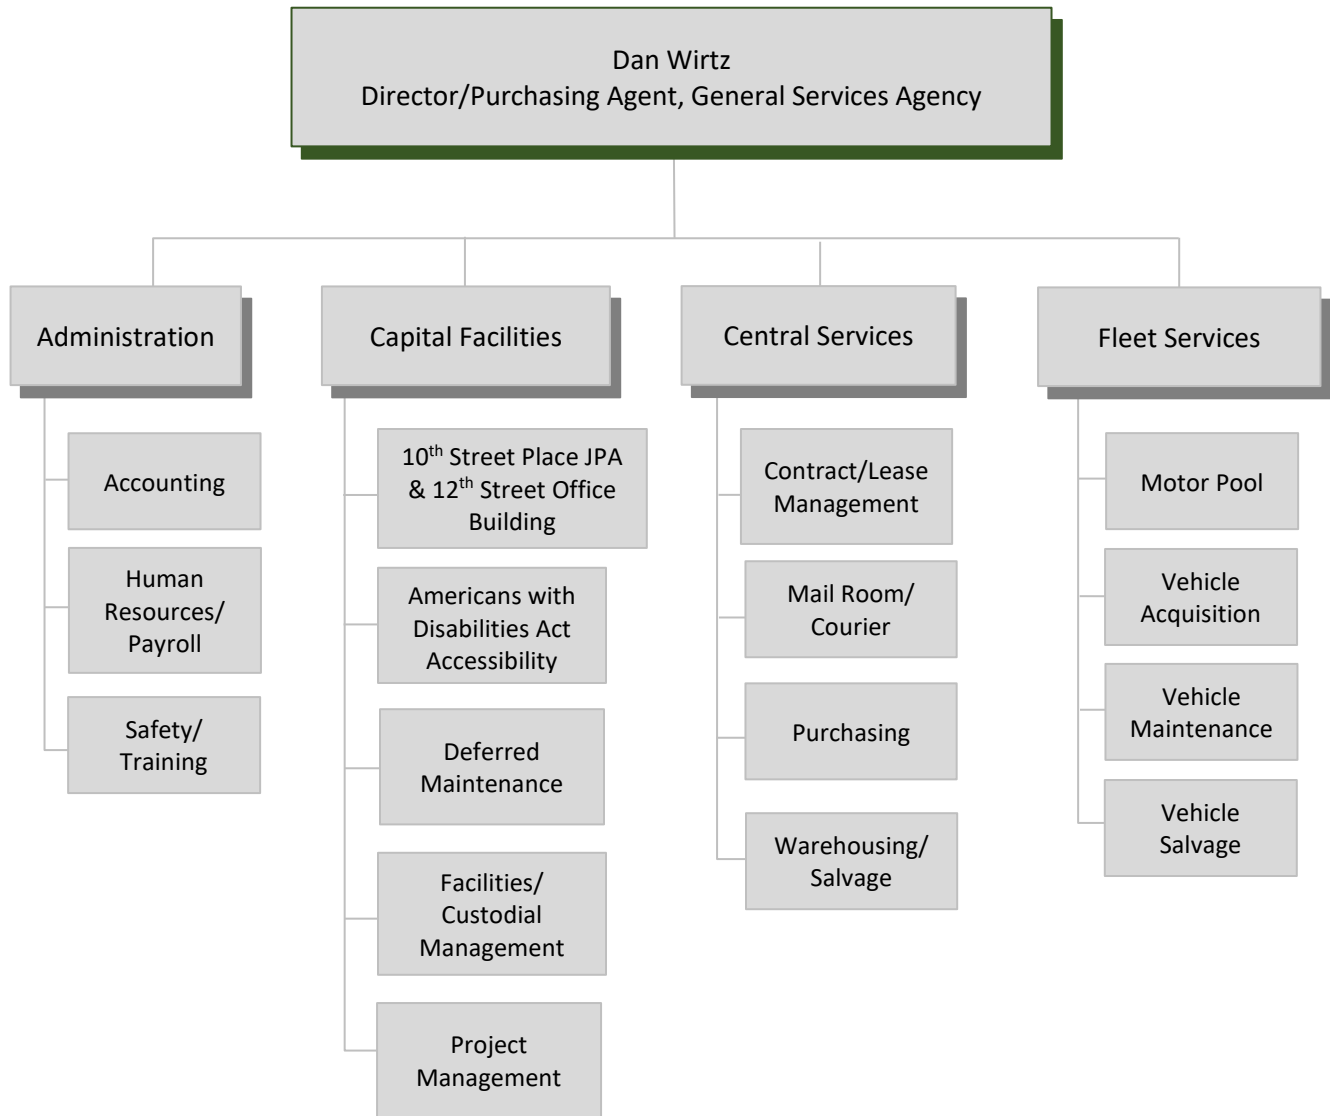 Dan Wirtz
Director/Purchasing Agent, General Services Agency
Administration
Accounting
Human
Resources/
Payroll
Safety/
Training
Capital Facilities
10th Street Place JPA
& 12th Street Office
Building
Americans with
Disabilities Act
Accessibility
Deferred
Maintenance
Facilities/
Custodial
Management
Project
Management
Central Services
Contract/Lease
Management
Mail Room/
Courier
Purchasing
Warehousing/
Salvage
Fleet Services
Motor Pool
Vehicle
Acquisition
Vehicle
Maintenance
Vehicle
Salvage